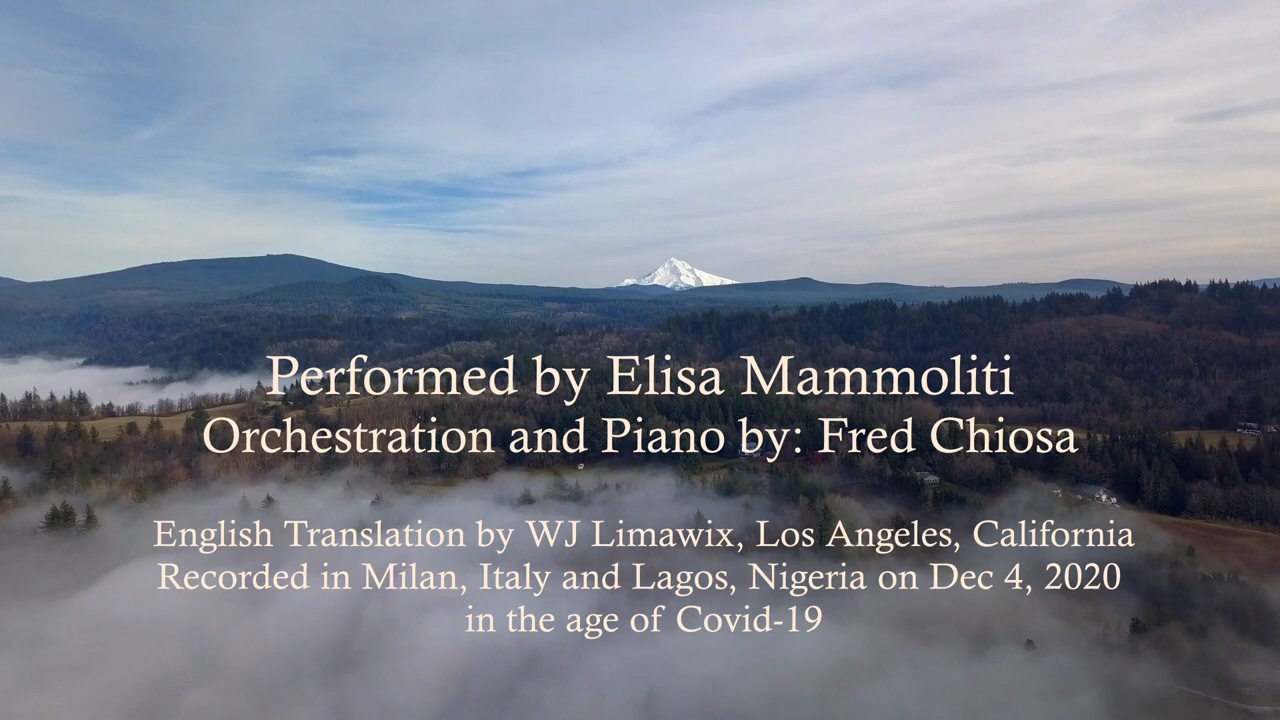 Performed by Elisa Mammoliti
Orchestration and Piano by: Fred Chiosa
English Translation by WJ Limawix, Los Angeles, California
Recorded in Milan, Italy and Lagos, Nigeria on Dec 4, 2020
in the age of Covid-19